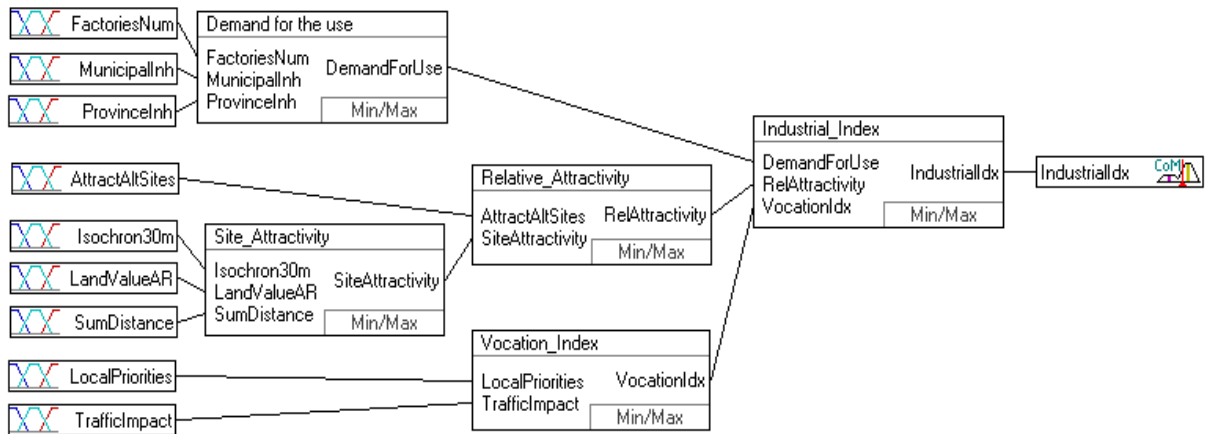 FactoriesNum
MunicipalInh
ProvinceInh
Demand for the use
FactoriesNum
MunicipalInh
ProvinceInh
DemandForUse
Min/Max
AttractAltSites
Isochron30m
LandValueAR
SumDistance
Site_Attractivity
Isochron30m
LandValueAR
SumDistance
SiteAttractivity
Min/Max
Relative_Attractivity
AttractAltSites
SiteAttractivity
RelAttractivity
Min/Max
LocalPriorities
TrafficImpact
Vocation_Index
LocalPriorities
TrafficImpact
VocationIdx
Min/Max
Industrial_Index
DemandForUse
RelAttractivity
VocationIdx
IndustrialIdx
Min/Max
IndustrialIdx
CoM